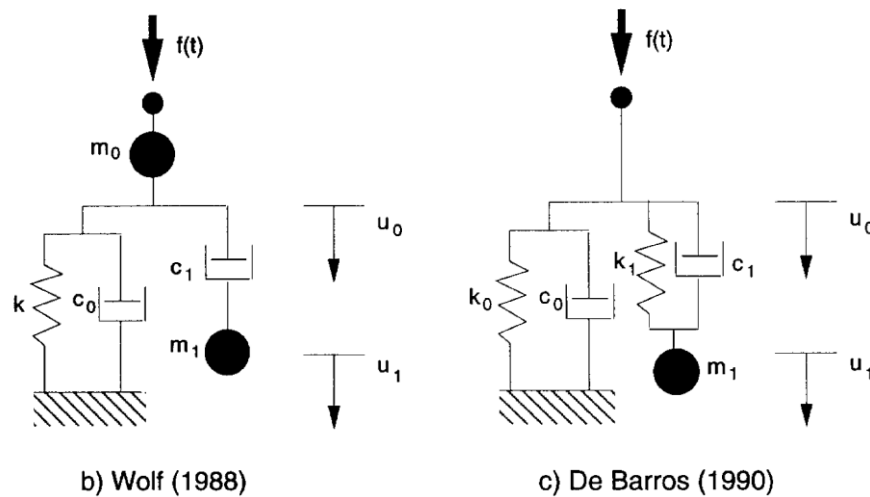 f(t)
m0
k
c0
c1
m1
u0
u1
b) Wolf (1988)
f(t)
k0
c0
k1
c1
m1
u0
u1
c) De Barros (1990)